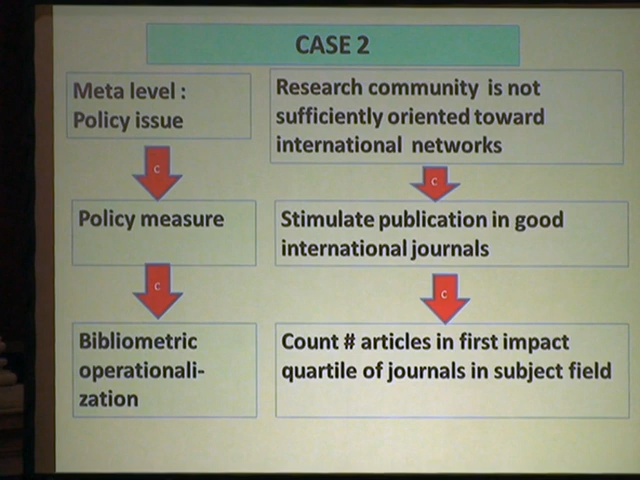 CASE 2
Meta level :
Policy issue
Research community is not
sufficiently oriented toward
international networks
c
c
Policy measure
Stimulate publication in good
international journals
c
c
Bibliometric
operationali-
zation
Count # articles in first impact
quartile of journals in subject field